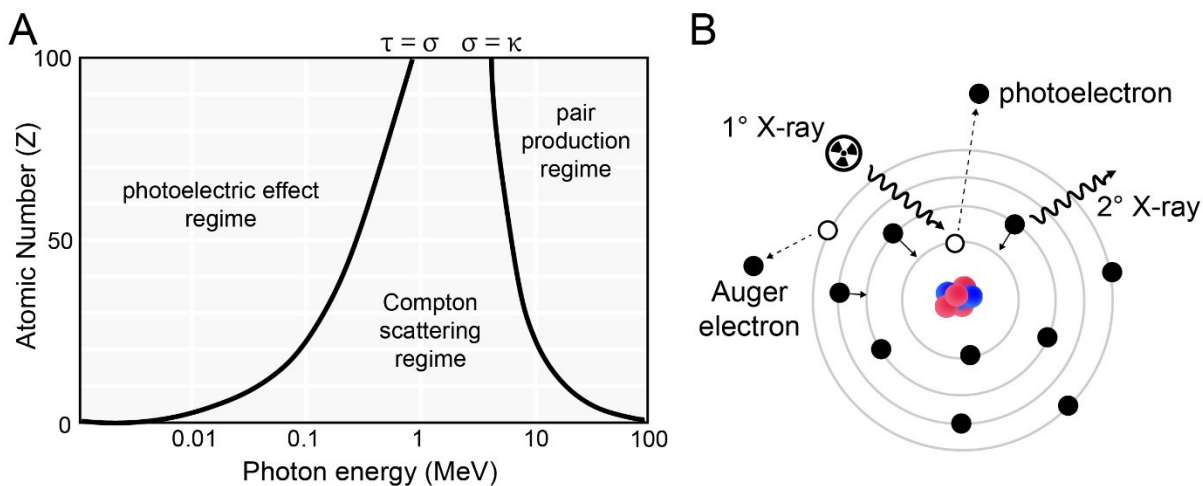 A
τ = σ σ = κ
100
50
0
Atomic Number (Z)
photoelectric effect
regime
Compton
scattering
regime
pair
production
regime
0.01 0.1 1 10 100
Photon energy (MeV)
B
photoelectron
1° X-ray
2° X-ray
Auger
electron